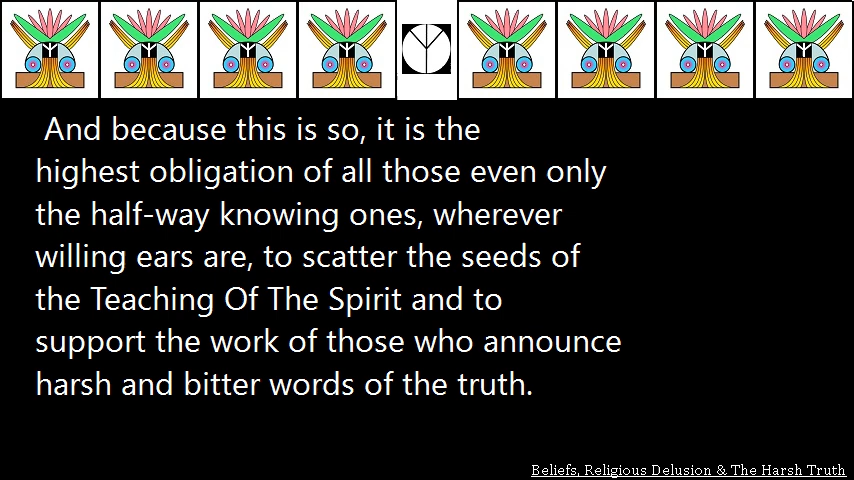 And because this is so, it is the
highest obligation of all those even only
the half-way knowing ones, wherever
willing ears are, to scatter the seeds of
the Teaching Of The Spirit and to
support the work of those who announce
harsh and bitter words of the truth.
Beliefs, Religious Delusion & The Harsh Truth